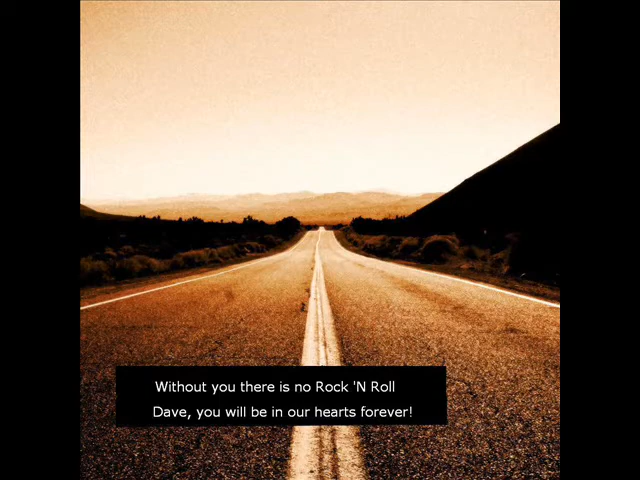 Without you there is no Rock 'N Roll
Dave, you will be in our hearts forever!